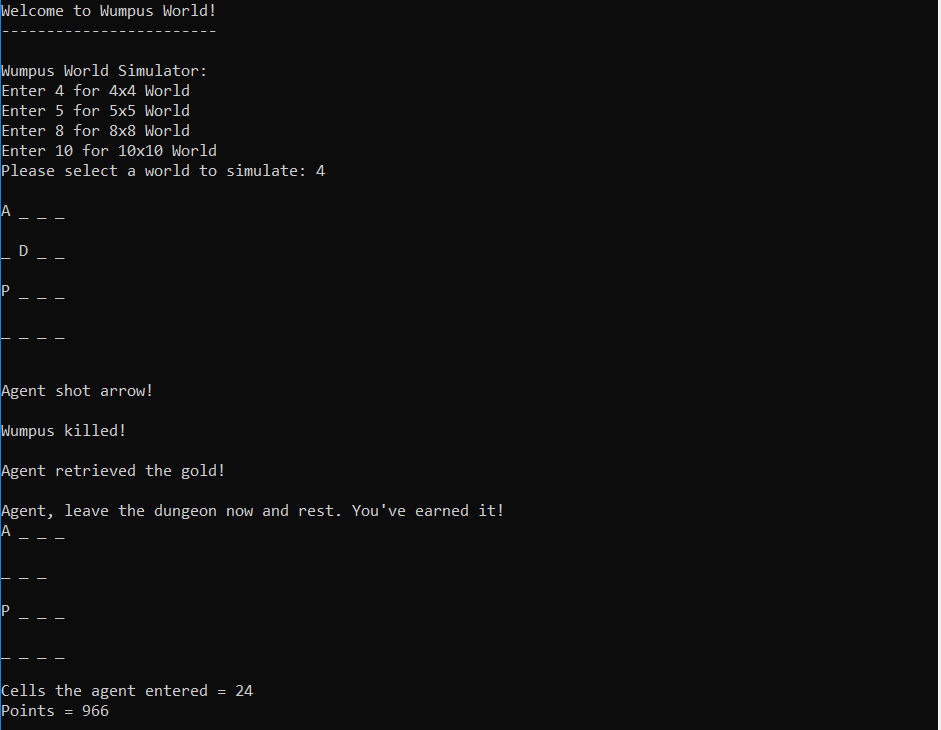 Welcome to Wumpus World!
------------------------
Wumpus World Simulator:
Enter 4 for 4x4 World
Enter 5 for 5x5 World
Enter 8 for 8x8 World
Enter 10 for 10x10 World
Please select a world to simulate: 4
A _ _ _
_ D _ _
P _ _ _
_ _ _ _
Agent shot arrow!
Wumpus killed!
Agent retrieved the gold!
Agent, leave the dungeon now and rest. You've earned it!
A _ _ _
_ _ _
P _ _ _
_ _ _ _
Cells the agent entered = 24
Points = 966